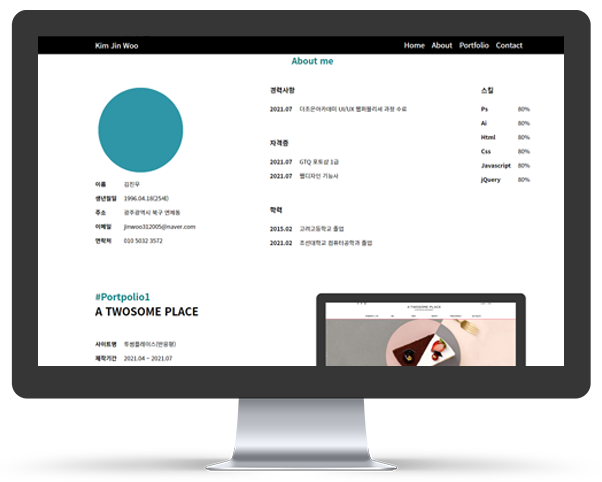 Kim Jin Woo
Home About Portfolio Contact
About me
이름 김진우
생년월일 1996.04.18(25세)
주소 광주광역시 북구 연제동
이메일 jinwoo312005@naver.com
연락처 010 5032 3572
경력사항
2021.07 더조은아카데미 UI/UX 웹퍼블리셔 과정 수료
자격증
2021.07 GTQ 포토샵 1급
2021.07 웹디자인 기능사
학력
2015.02 고려고등학교 졸업
2021.02 조선대학교 컴퓨터공학과 졸업
스킬
Ps 80%
Ai 80%
Html 80%
Css 80%
Javascript 80%
jQuery 80%
#Portpolio1
A TWOSOME PLACE
사이트명 투썸플레이스(반응형)
제작기간 2021.04 ~ 2021.07
A TWOSOME PLACE